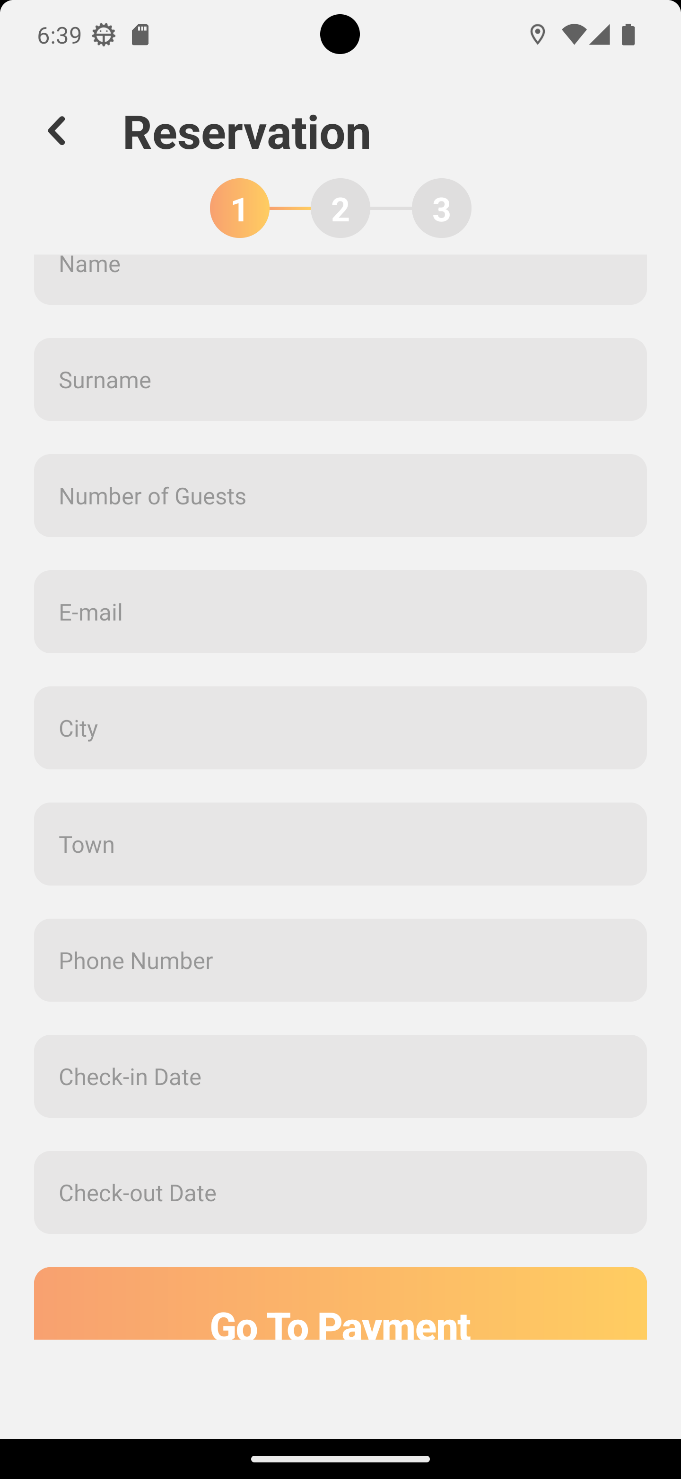 6:39
Reservation
1 2 3
Name
Surname
Number of Guests
E-mail
City
Town
Phone Number
Check-in Date
Check-out Date
Go To Payment